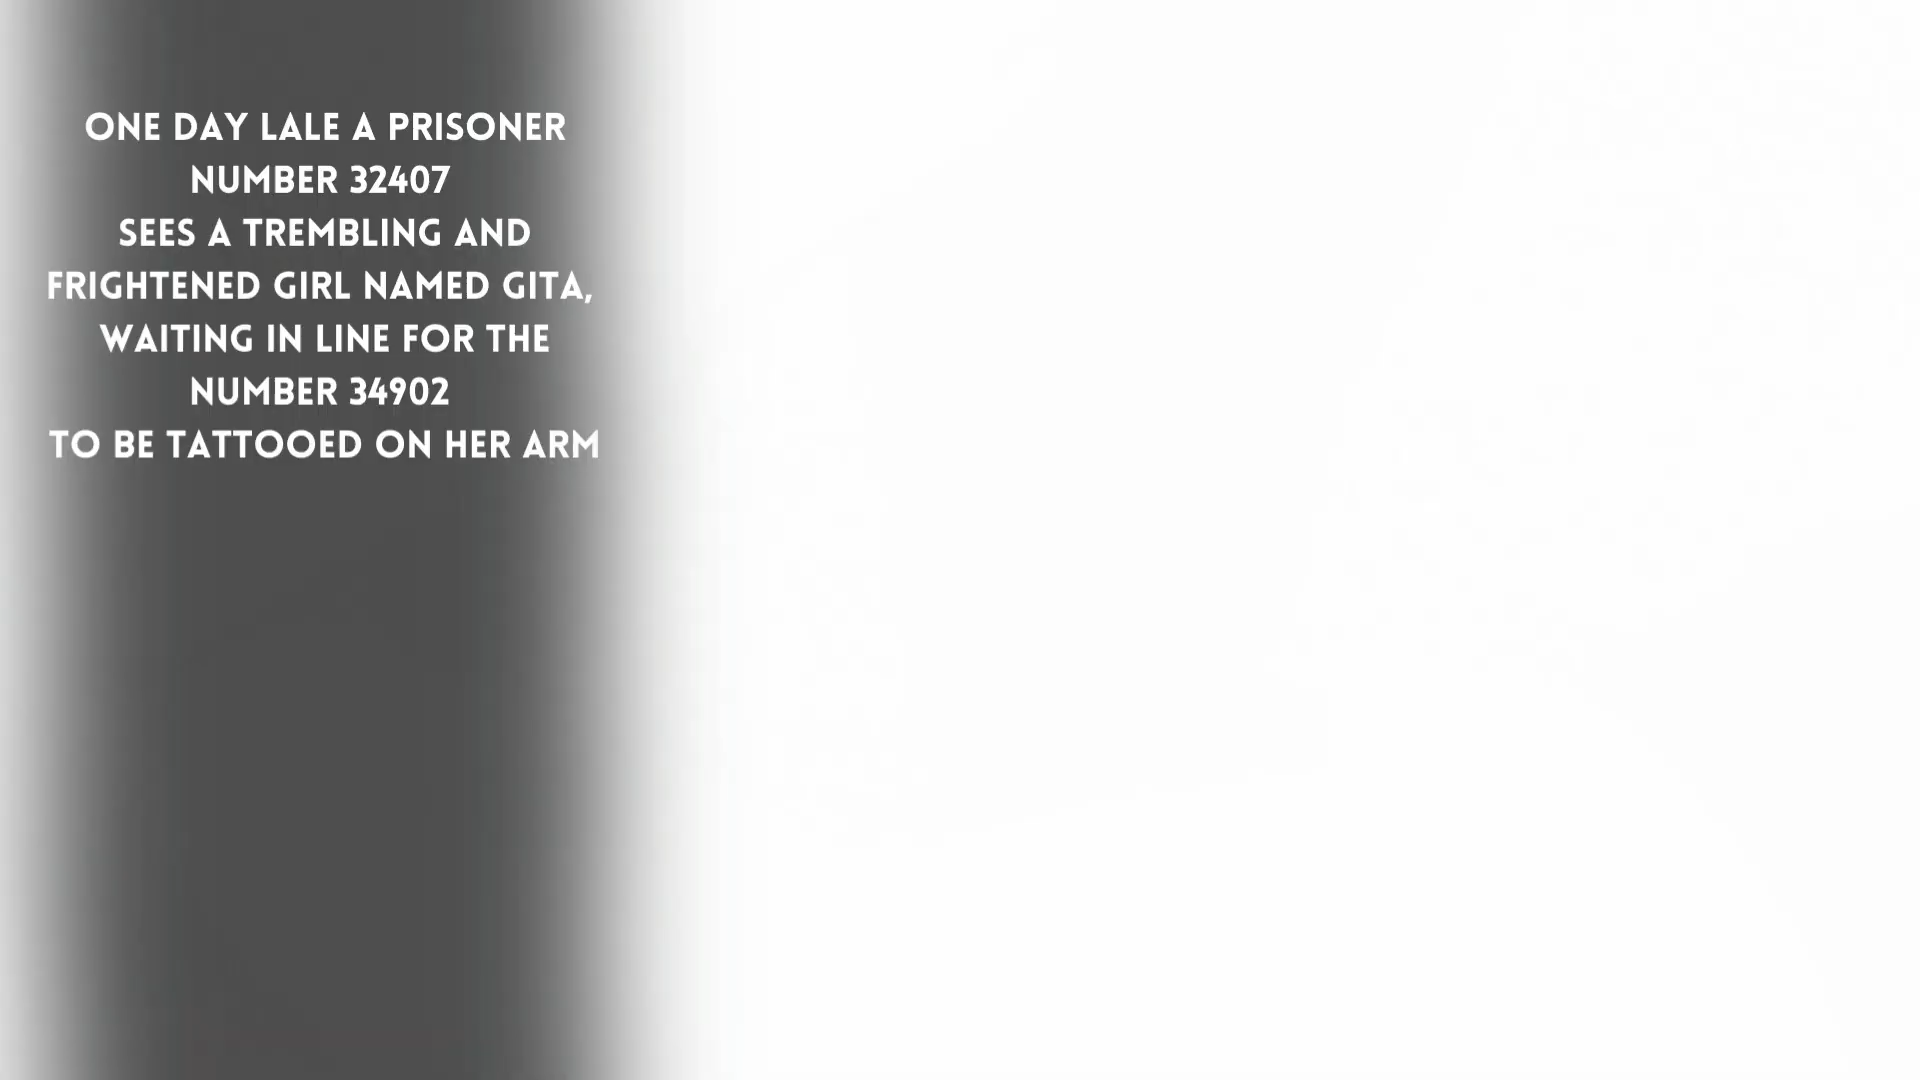 ONE DAY LALE A PRISONER
NUMBER 32407
SEES A TREMBLING AND
FRIGHTENED GIRL NAMED GITA,
WAITING IN LINE FOR THE
NUMBER 34902
TO BE TATTOOED ON HER ARM